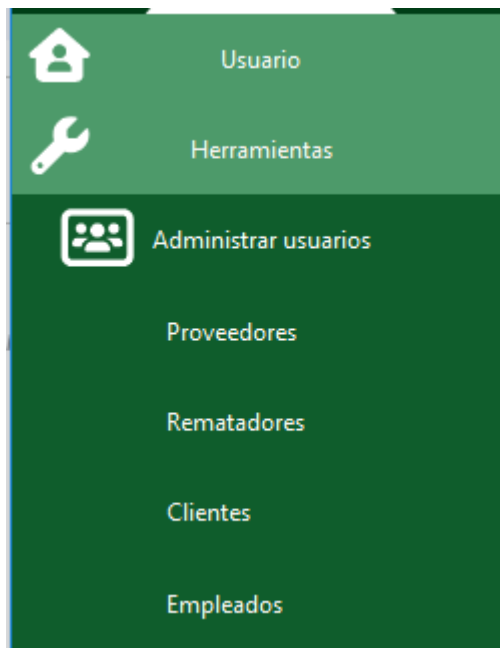 Usuario
Herramientas
Administrar usuarios
Proveedores
Rematadores
Clientes
Empleados